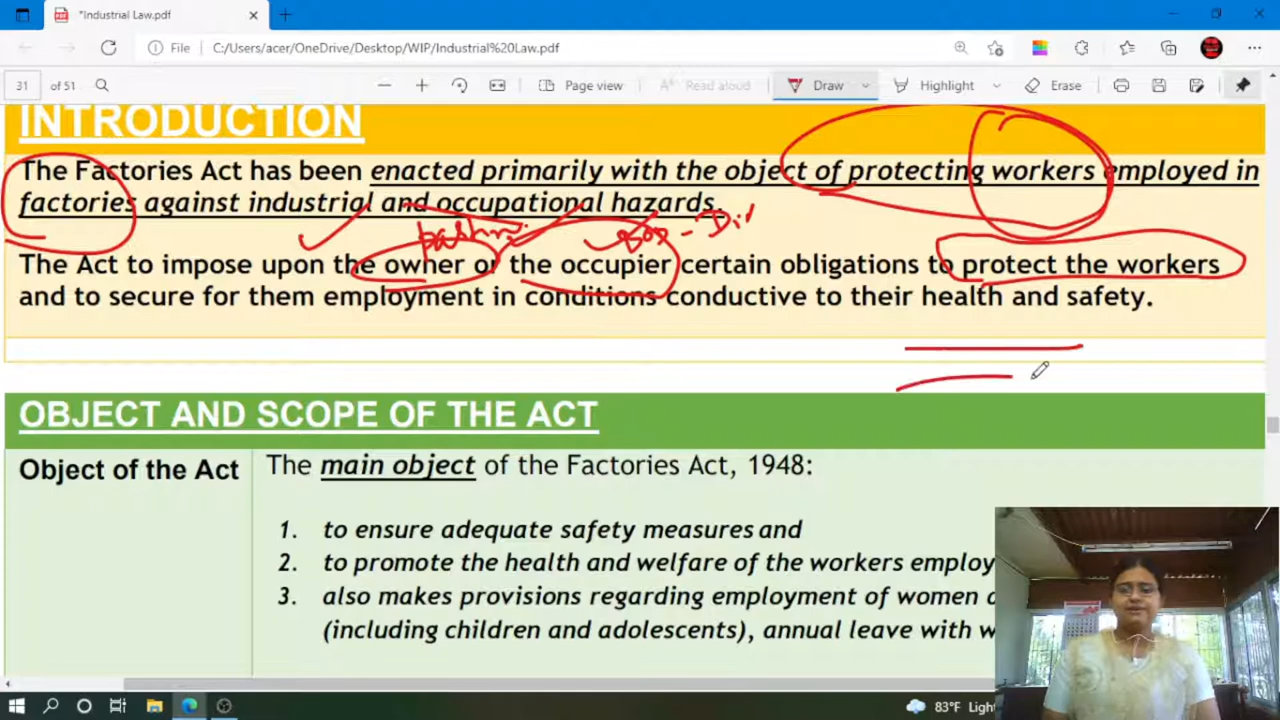 *Industrial Law.pdf
File C:/Users/acer/OneDrive/Desktop/WIP/Industrial%20Law.pdf
31 of 51 Page view Read aloud Draw Highlight Erase
INTRODUCTION
The Factories Act has been enacted primarily with the object of protecting workers employed in
factories against industrial and occupational hazards.
The Act to impose upon the owner or the occupier certain obligations to protect the workers
and to secure for them employment in conditions conductive to their health and safety.
OBJECT AND SCOPE OF THE ACT
Object of the Act
The main object of the Factories Act, 1948:
1. to ensure adequate safety measures and
2. to promote the health and welfare of the workers employ
3. also makes provisions regarding employment of women
(including children and adolescents), annual leave with w
83°F Light